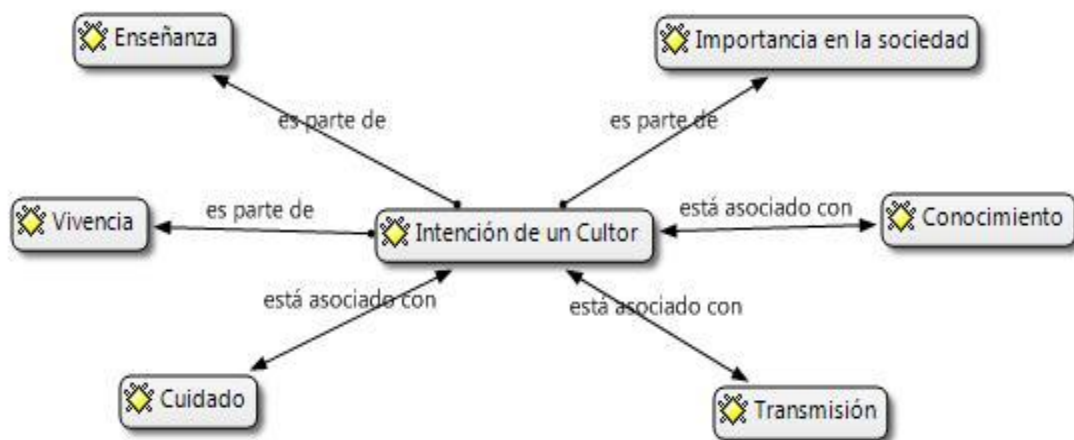 Enseñanza
Importancia en la sociedad
es parte de
es parte de
Vivencia
es parte de
Intención de un Cultor
está asociado con
Conocimiento
está asociado con
está asociado con
Cuidado
Transmisión